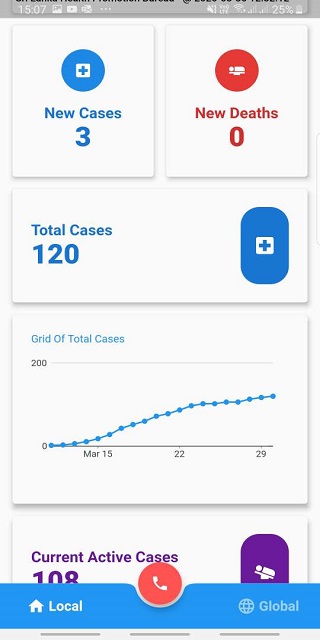 15:07
25%
New Cases
3
New Deaths
0
Total Cases
120
Grid Of Total Cases
200
0
Mar 15
22
29
Current Active Cases
108
Local
Global